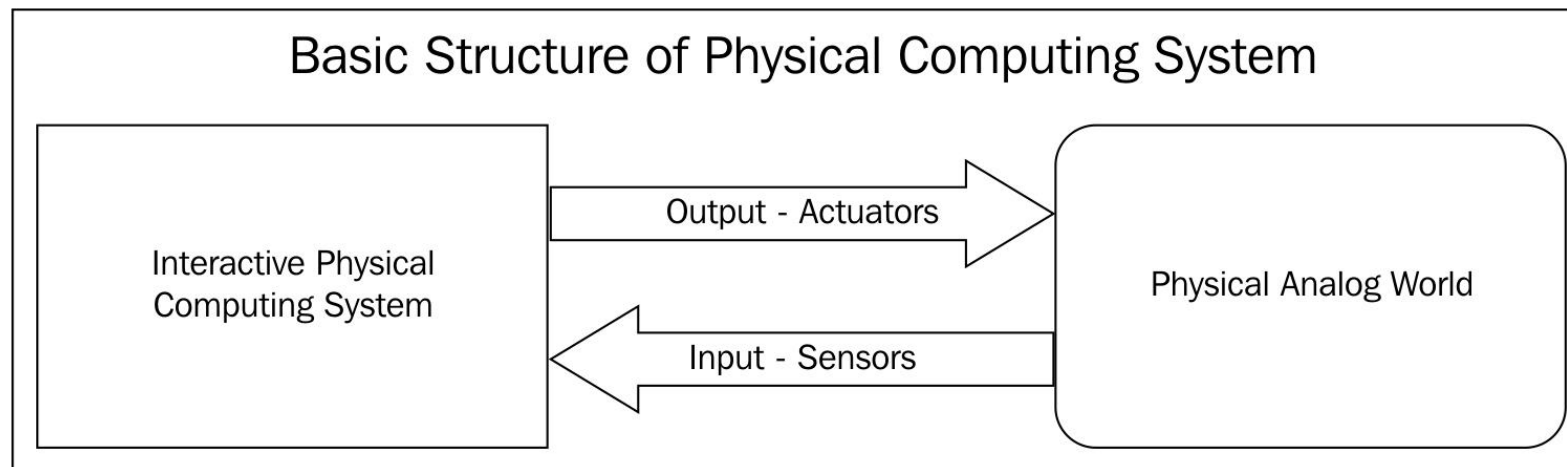 Basic Structure of Physical Computing System
Output - Actuators
Interactive Physical
Computing System
Physical Analog World
Input - Sensors